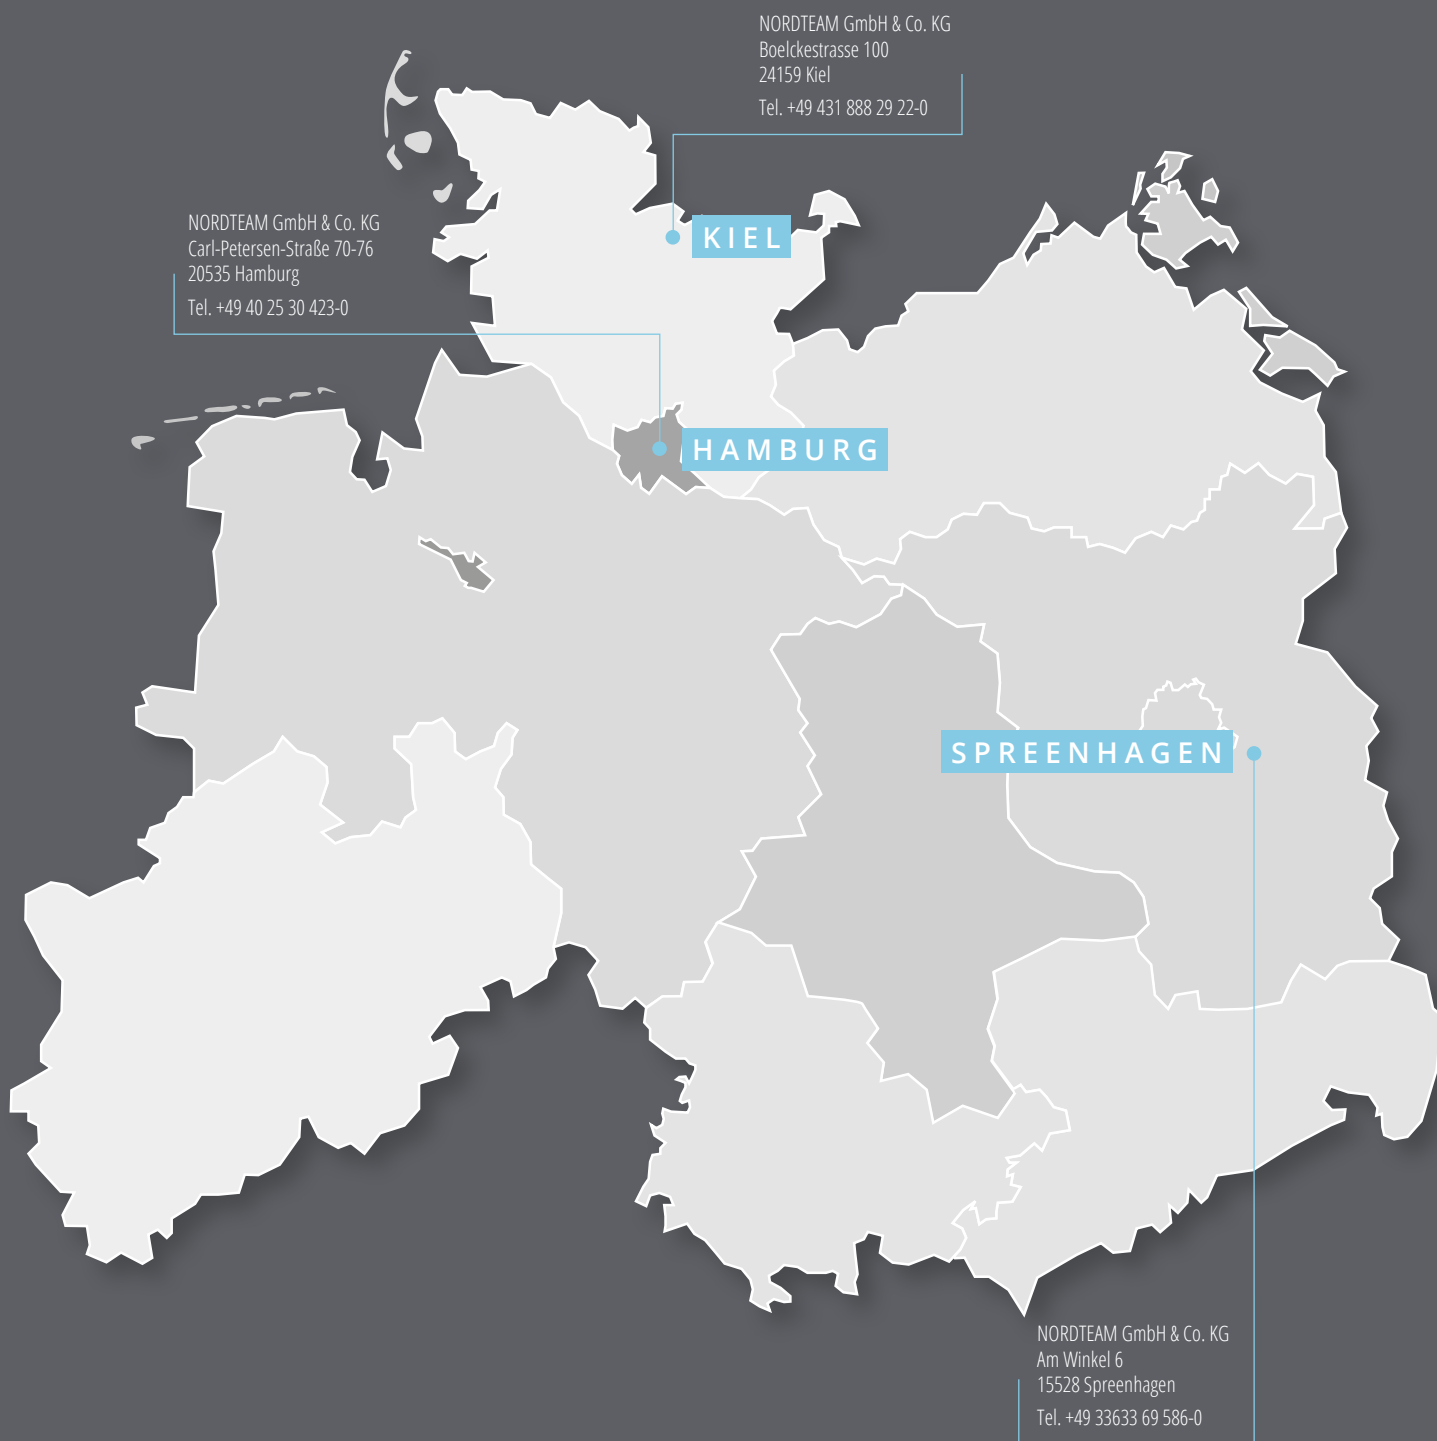 NORDTEAM GmbH & Co. KG
Boelckestrasse 100
24159 Kiel
Tel. +49 431 888 29 22-0
NORDTEAM GmbH & Co. KG
Carl-Petersen-Straße 70-76
20535 Hamburg
Tel. +49 40 25 30 423-0
KIEL
HAMBURG
SPREENHAGEN
NORDTEAM GmbH & Co. KG
Am Winkel 6
15528 Spreenhagen
Tel. +49 33633 69 586-0